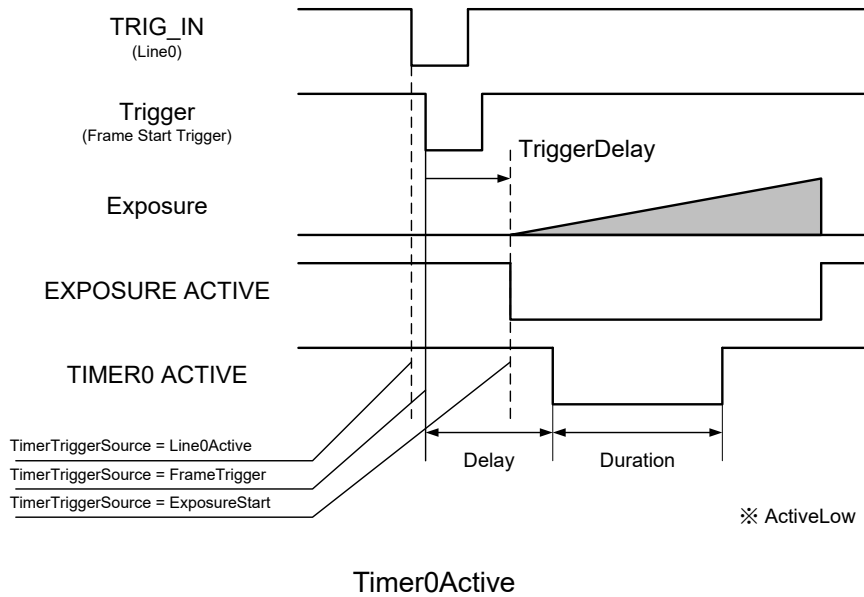 TRIG_IN
(Line0)
Trigger
(Frame Start Trigger)
TriggerDelay
Exposure
EXPOSURE ACTIVE
TIMER0 ACTIVE
TimerTriggerSource = Line0Active
TimerTriggerSource = FrameTrigger
TimerTriggerSource = ExposureStart
Delay
Duration
※ ActiveLow
Timer0Active